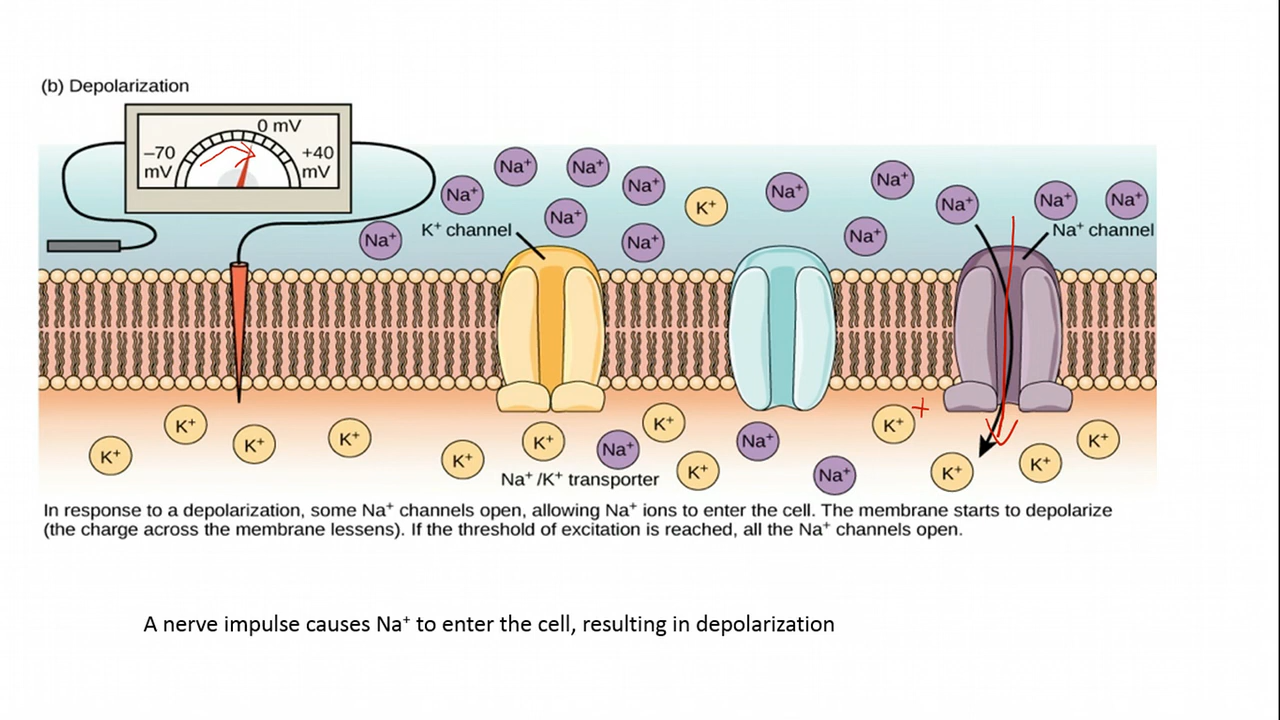 (b) Depolarization
0 mV
–70 mV
+40 mV
Na⁺
Na⁺
Na⁺
Na⁺
Na⁺
Na⁺
Na⁺
K⁺
Na⁺
Na⁺
Na⁺
Na⁺
Na⁺
Na⁺
K⁺ channel
Na⁺ channel
K⁺
K⁺
K⁺
K⁺
K⁺
K⁺
Na⁺
K⁺
K⁺
Na⁺
Na⁺
K⁺
+
K⁺
K⁺
K⁺
Na⁺ /K⁺ transporter
In response to a depolarization, some Na⁺ channels open, allowing Na⁺ ions to enter the cell. The membrane starts to depolarize
(the charge across the membrane lessens). If the threshold of excitation is reached, all the Na⁺ channels open.
A nerve impulse causes Na⁺ to enter the cell, resulting in depolarization